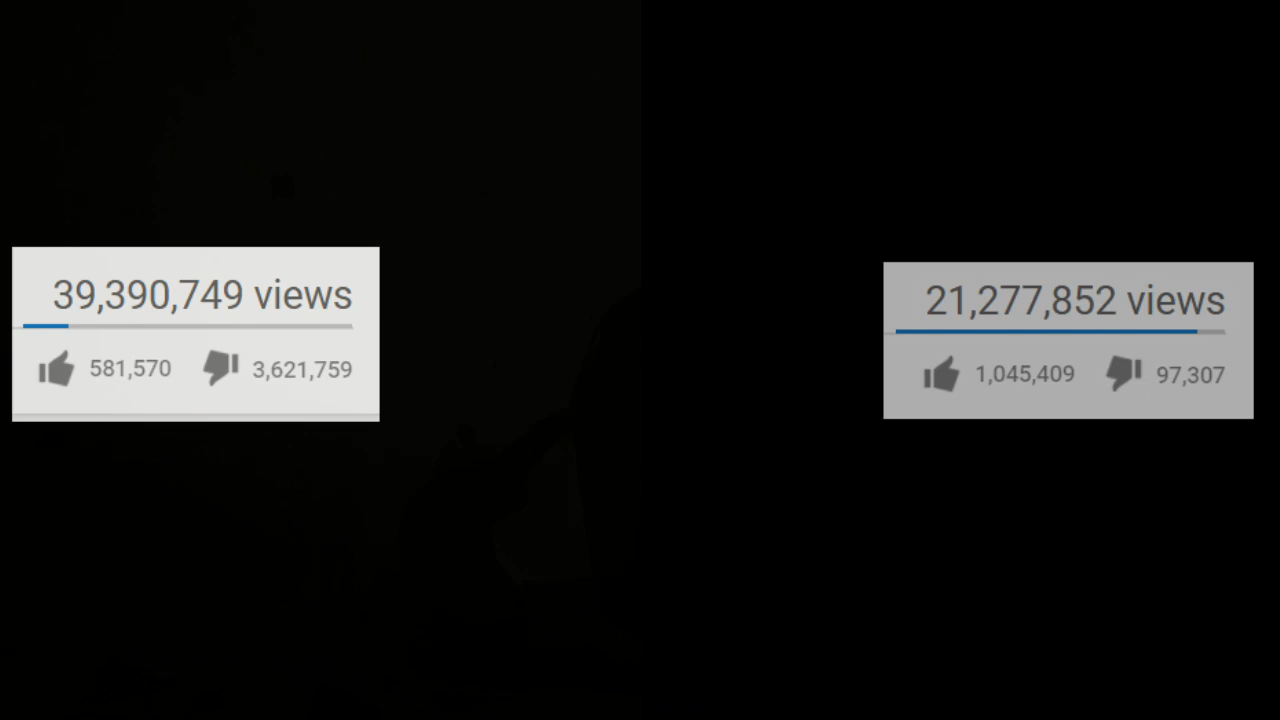 39,390,749 views
581,570 3,621,759
21,277,852 views
1,045,409 97,307